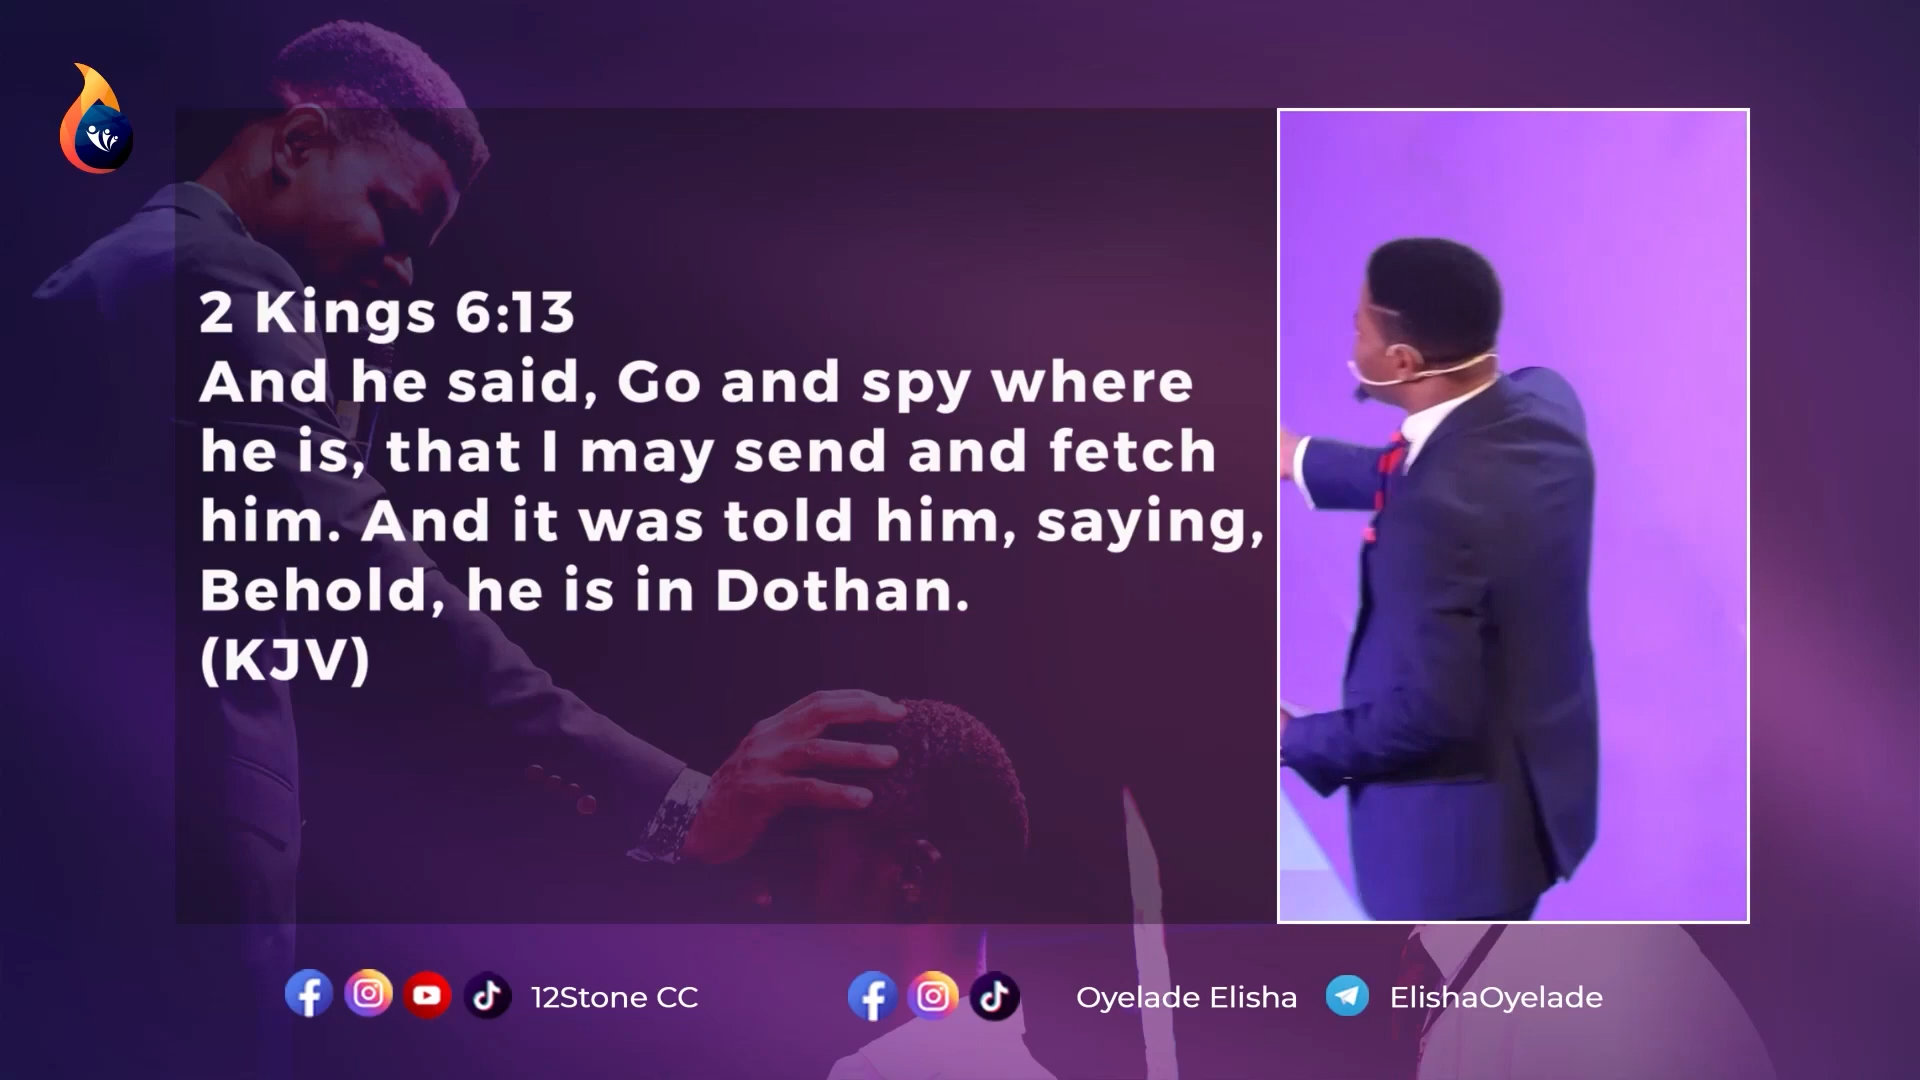 2 Kings 6:13
And he said, Go and spy where
he is, that I may send and fetch
him. And it was told him, saying,
Behold, he is in Dothan.
(KJV)
12Stone CC
Oyelade Elisha
ElishaOyelade